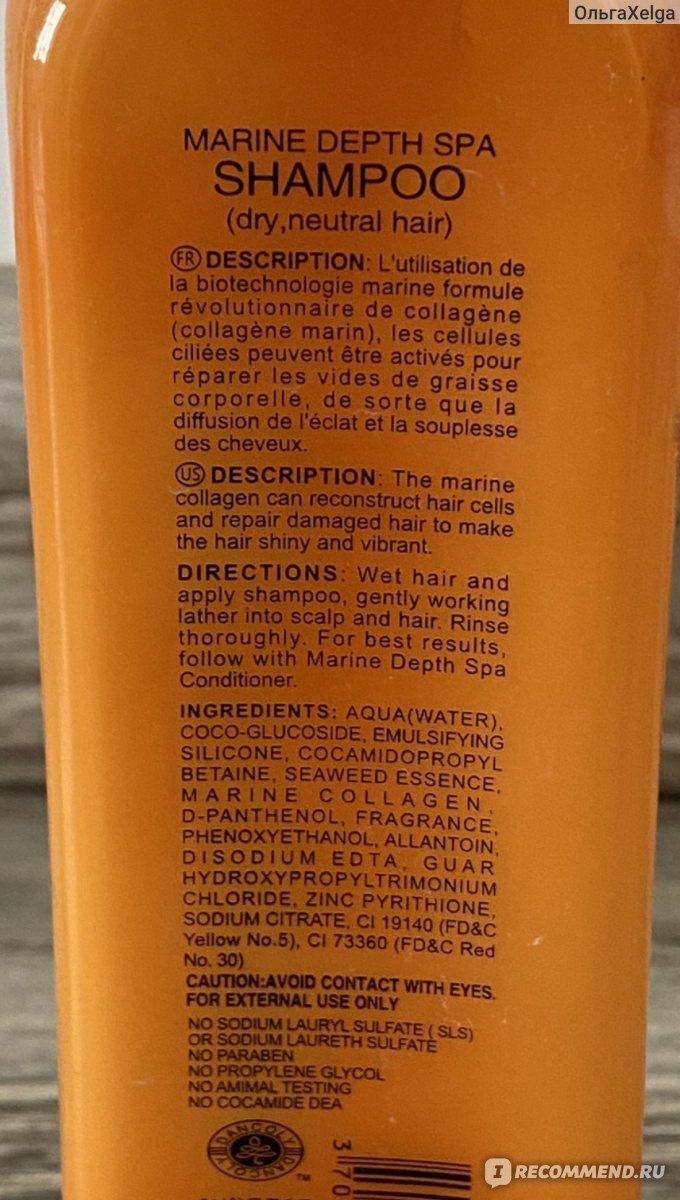 ОльгаXelga
MARINE DEPTH SPA
SHAMPOO
(dry,neutral hair)
FR DESCRIPTION: L'utilisation de
la biotechnologie marine formule
révolutionnaire de collagène
(collagène marin), les cellules
ciliées peuvent être activés pour
réparer les vides de graisse
corporelle, de sorte que la
diffusion de l'éclat et la souplesse
des cheveux.
US DESCRIPTION: The marine
collagen can reconstruct hair cells
and repair damaged hair to make
the hair shiny and vibrant.
DIRECTIONS: Wet hair and
apply shampoo, gently working
lather into scalp and hair. Rinse
thoroughly. For best results,
follow with Marine Depth Spa
Conditioner.
INGREDIENTS: AQUA(WATER),
COCO-GLUCOSIDE, EMULSIFYING
SILICONE, COCAMIDOPROPYL
BETAINE, SEAWEED ESSENCE,
MARINE COLLAGEN,
D-PANTHENOL, FRAGRANCE,
PHENOXYETHANOL, ALLANTOIN,
DISODIUM EDTA, GUAR
HYDROXYPROPYLTRIMONIUM
CHLORIDE, ZINC PYRITHIONE,
SODIUM CITRATE, CI 19140 (FD&C
Yellow No.5), CI 73360 (FD&C Red
No. 30)
CAUTION:AVOID CONTACT WITH EYES.
FOR EXTERNAL USE ONLY
NO SODIUM LAURYL SULFATE ( SLS)
OR SODIUM LAURETH SULFATE
NO PARABEN
NO PROPYLENE GLYCOL
NO AMIMAL TESTING
NO COCAMIDE DEA
DANCOLY DANCOLY TM
3 70
IRECOMMEND.RU